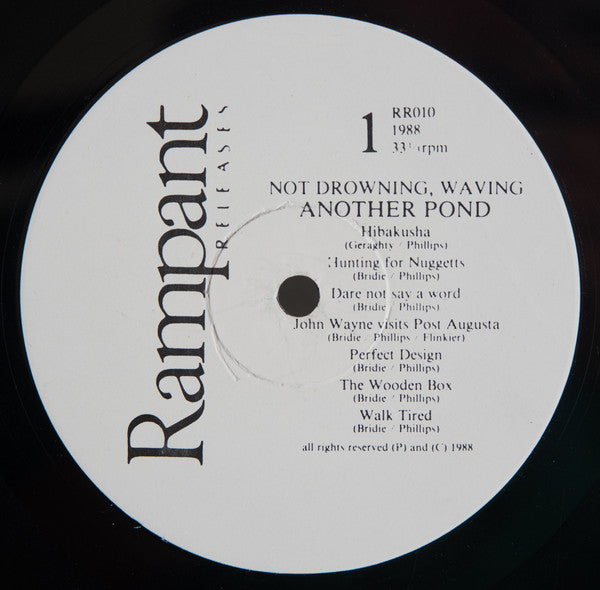 Rampant
RELEASES
1
RR010
1988
33⅓rpm
NOT DROWNING, WAVING
ANOTHER POND
Hibakusha
(Geraghty / Phillips)
Hunting for Nuggetts
(Bridie / Phillips)
Dare not say a word
(Bridie / Phillips)
John Wayne visits Post Augusta
(Bridie / Phillips / Flinkier)
Perfect Design
(Bridie / Phillips)
The Wooden Box
(Bridie / Phillips)
Walk Tired
(Bridie / Phillips)
all rights reserved (P) and (C) 1988